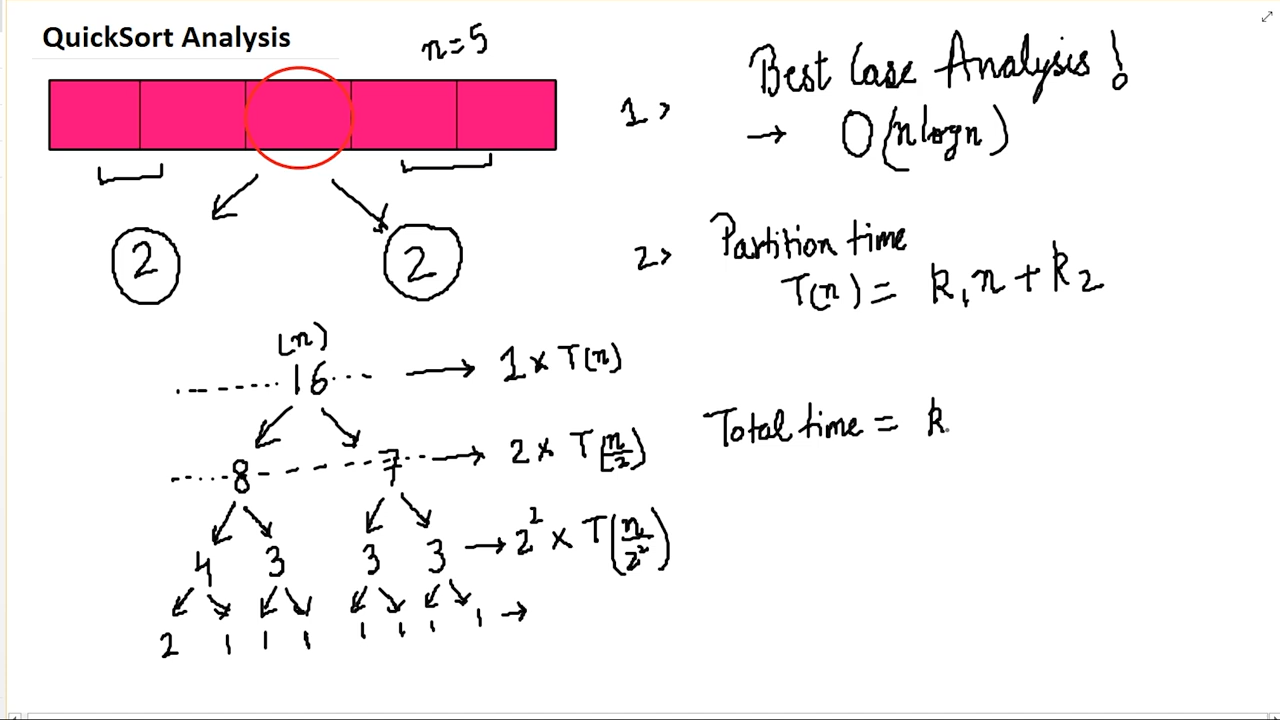 QuickSort Analysis
n=5
2 2
1> Best Case Analysis!
→ O(nlogn)
2> Partition time
T(n) = k₁n + k₂
(n)
16 → 1 × T(n)
8 7 → 2 × T(n/2)
4 3 3 3 → 2² × T(n/2²)
2 1 1 1 1 1 1 1 →
Total time = k